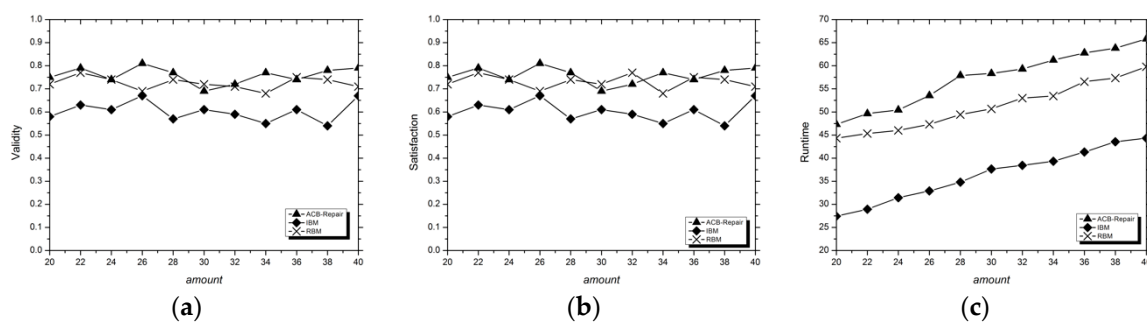 1.0
0.9
0.8
0.7
0.6
0.5
0.4
0.3
0.2
0.1
0.0
Validity
ACB-Repair
IBM
RBM
20 22 24 26 28 30 32 34 36 38 40
amount
(a)
1.0
0.9
0.8
0.7
0.6
0.5
0.4
0.3
0.2
0.1
0.0
Satisfaction
ACB-Repair
IBM
RBM
20 22 24 26 28 30 32 34 36 38 40
amount
(b)
70
65
60
55
50
45
40
35
30
25
20
Runtime
ACB-Repair
IBM
RBM
20 22 24 26 28 30 32 34 36 38 40
amount
(c)